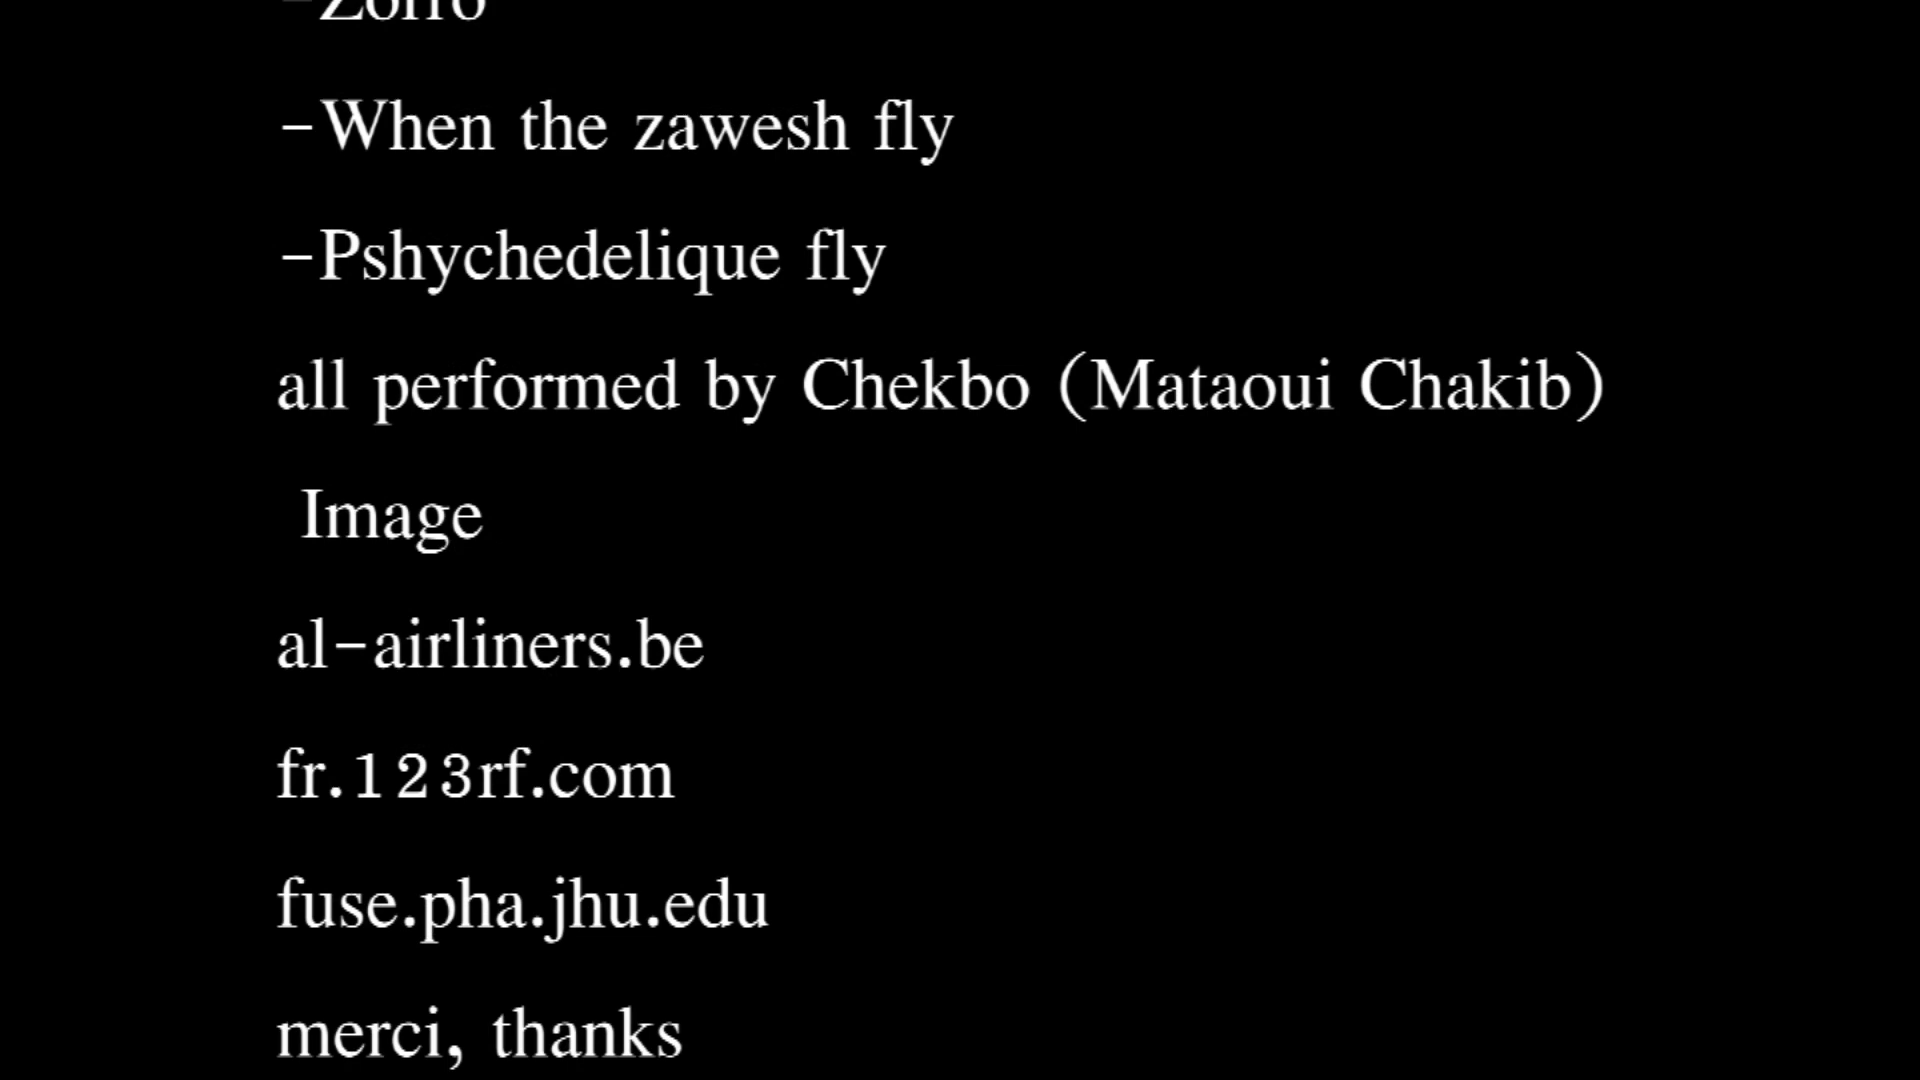 -Zorro
-When the zawesh fly
-Pshychedelique fly
all performed by Chekbo (Mataoui Chakib)
Image
al-airliners.be
fr.123rf.com
fuse.pha.jhu.edu
merci, thanks